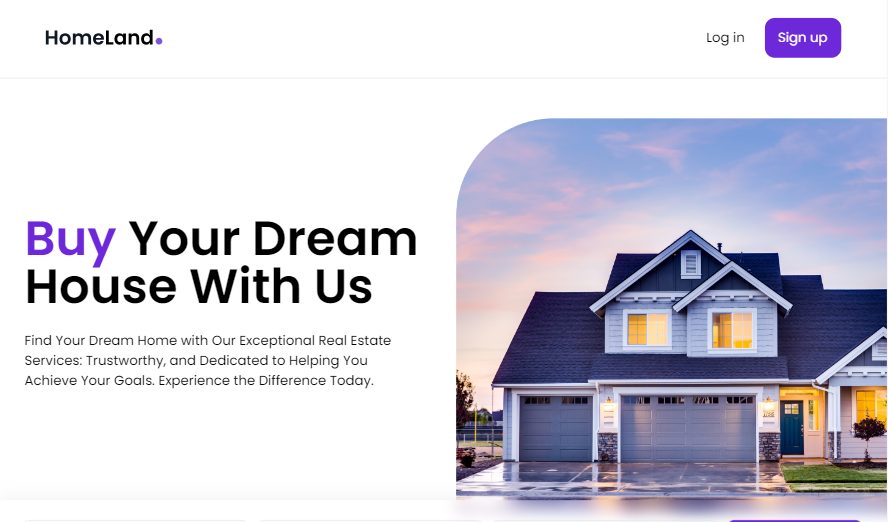 HomeLand.
Log in
Sign up
Buy Your Dream
House With Us
Find Your Dream Home with Our Exceptional Real Estate
Services: Trustworthy, and Dedicated to Helping You
Achieve Your Goals. Experience the Difference Today.